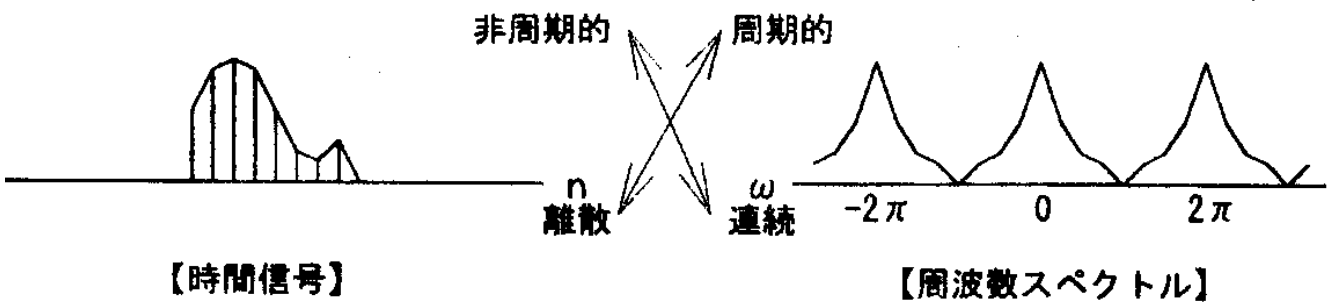 非周期的 周期的
n ω
離散 連続
-2π 0 2π
【時間信号】 【周波数スペクトル】